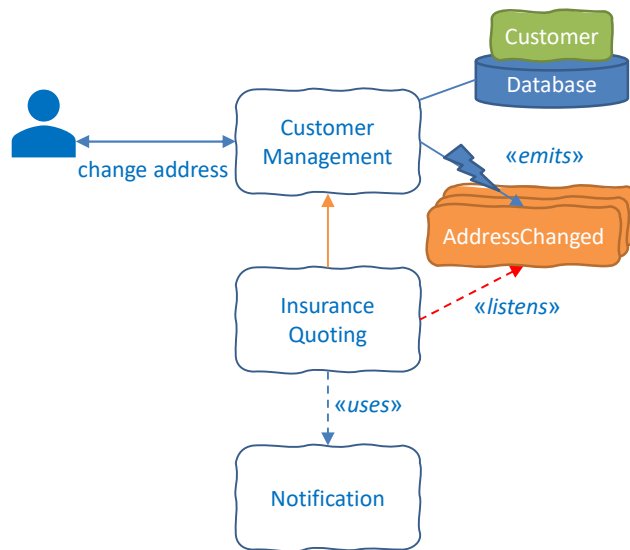 Customer
Database
Customer
Management
change address
«emits»
AddressChanged
Insurance
Quoting
«listens»
«uses»
Notification